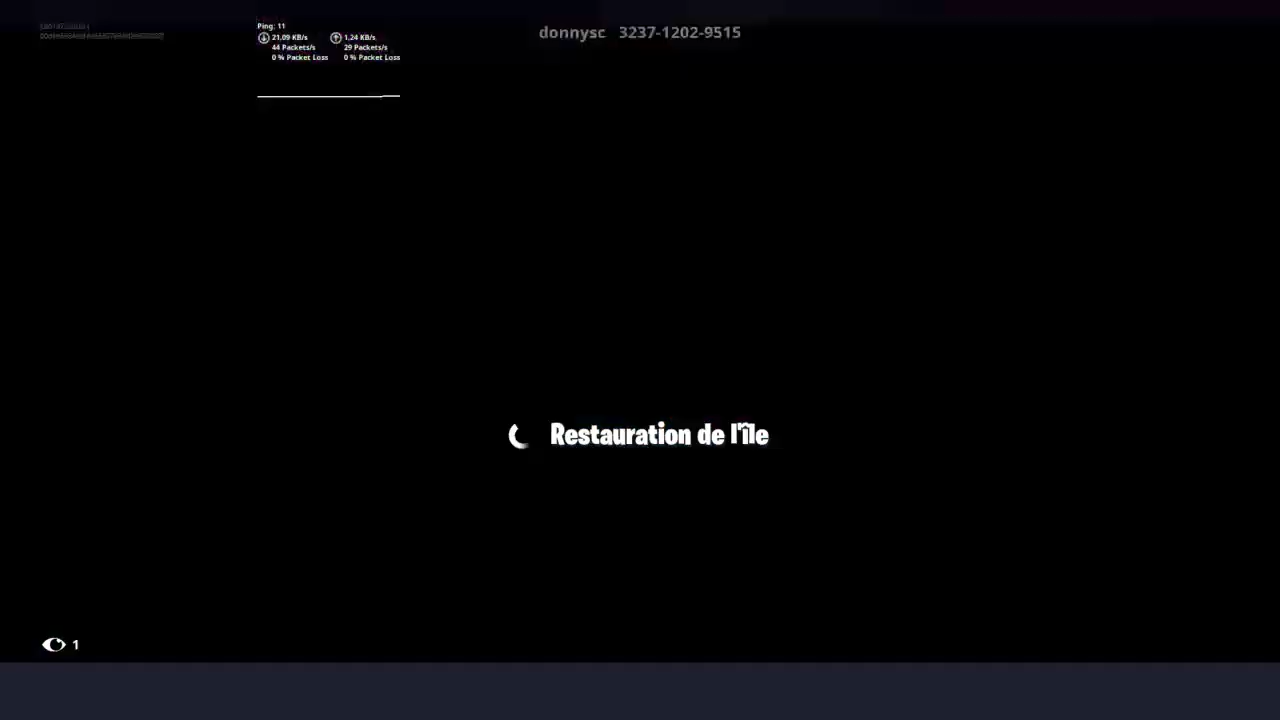 Ping: 11
21.09 KB/s 1.24 KB/s
44 Packets/s 29 Packets/s
0 % Packet Loss 0 % Packet Loss
donnysc 3237-1202-9515
Restauration de l'île
1